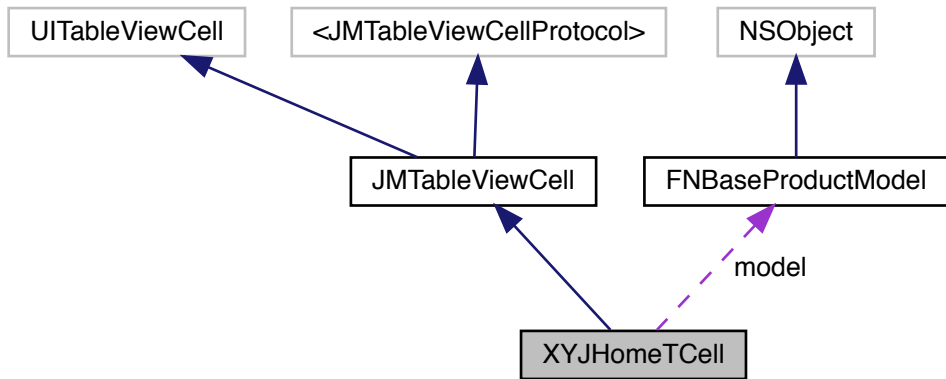 UITableViewCell
<JMTableViewCellProtocol>
NSObject
JMTableViewCell
FNBaseProductModel
model
XYJHomeTCell